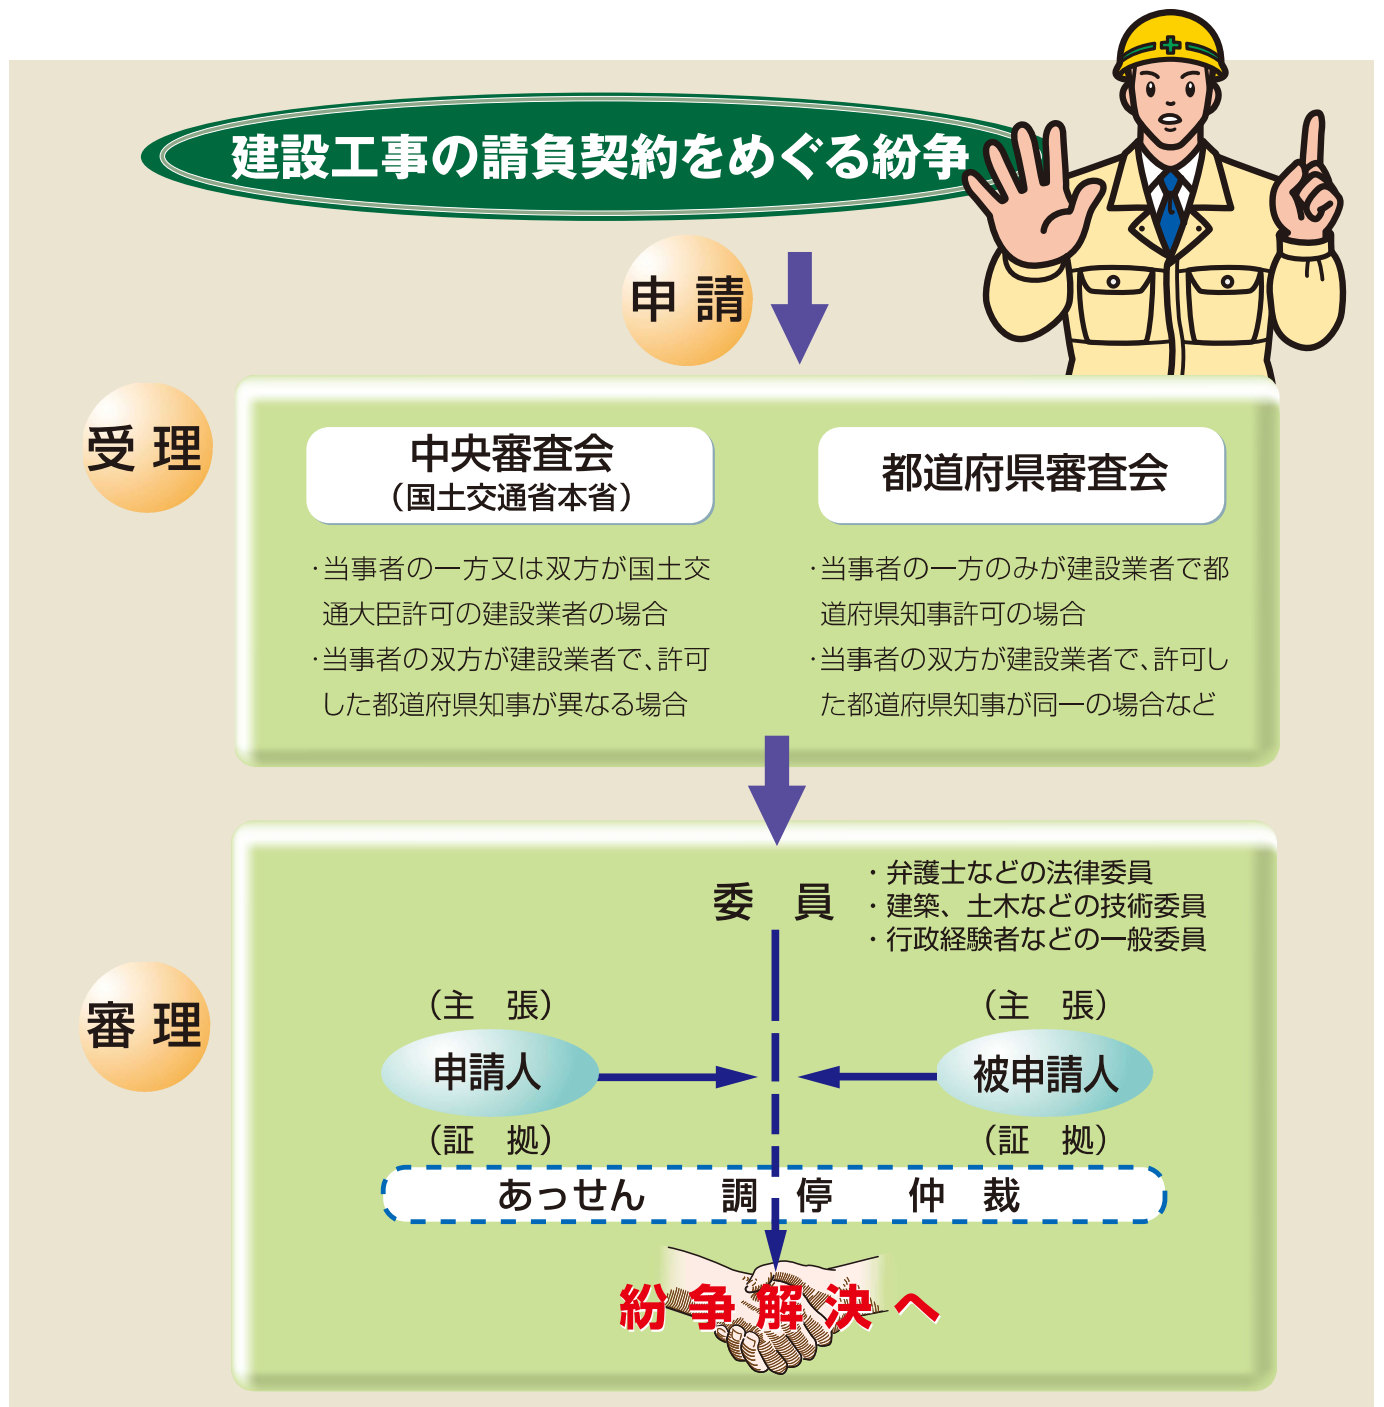 建設工事の請負契約をめぐる紛争
申請
受理
中央審査会
（国土交通省本省）
・当事者の一方又は双方が国土交
通大臣許可の建設業者の場合
・当事者の双方が建設業者で、許可
した都道府県知事が異なる場合
都道府県審査会
・当事者の一方のみが建設業者で都
道府県知事許可の場合
・当事者の双方が建設業者で、許可し
た都道府県知事が同一の場合など
審理
委　員
・弁護士などの法律委員
・建築、土木などの技術委員
・行政経験者などの一般委員
（主　張）
申請人
（証　拠）
（主　張）
被申請人
（証　拠）
あっせん　　調　停　　仲　裁
紛争解決へ